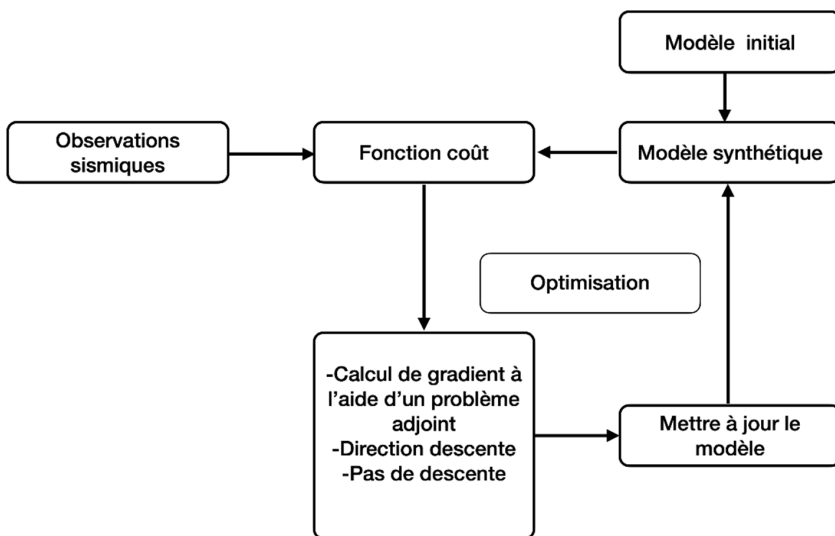 Modèle initial
Observations
sismiques
Fonction coût
Modèle synthétique
Optimisation
-Calcul de gradient à
l'aide d'un problème
adjoint
-Direction descente
-Pas de descente
Mettre à jour le
modèle